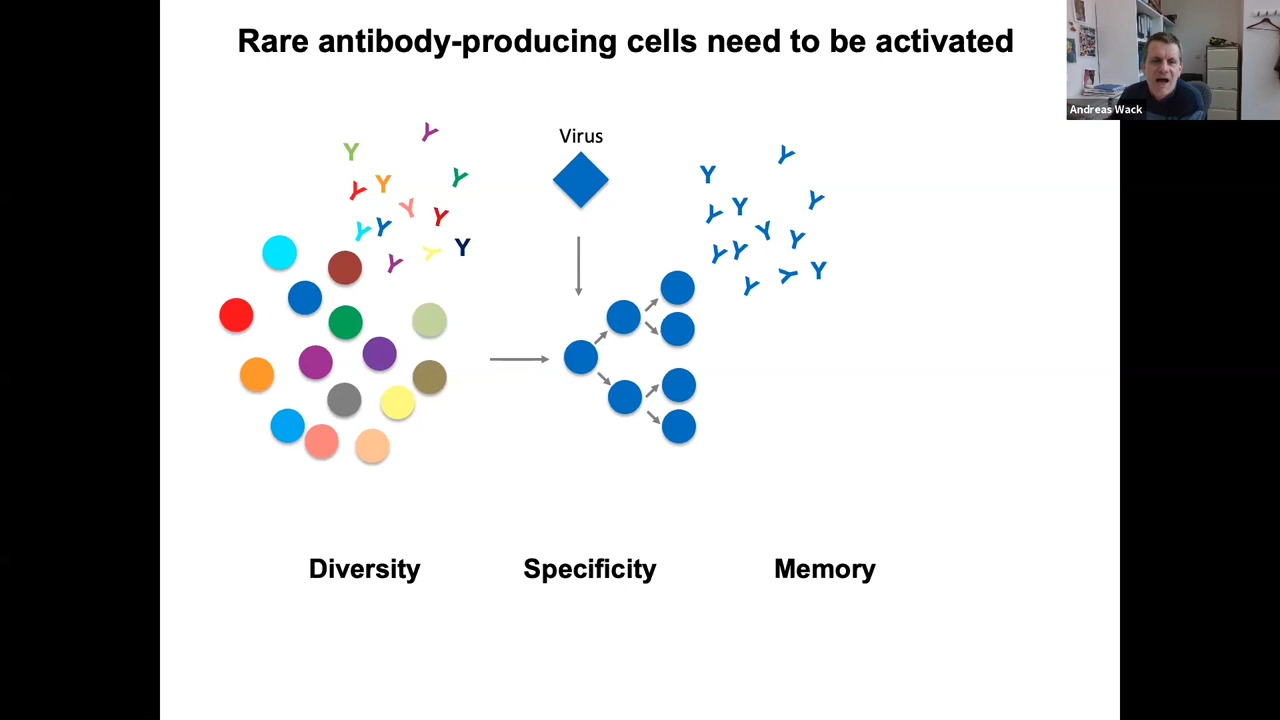 Rare antibody-producing cells need to be activated
Andreas Wack
Virus
Diversity
Specificity
Memory